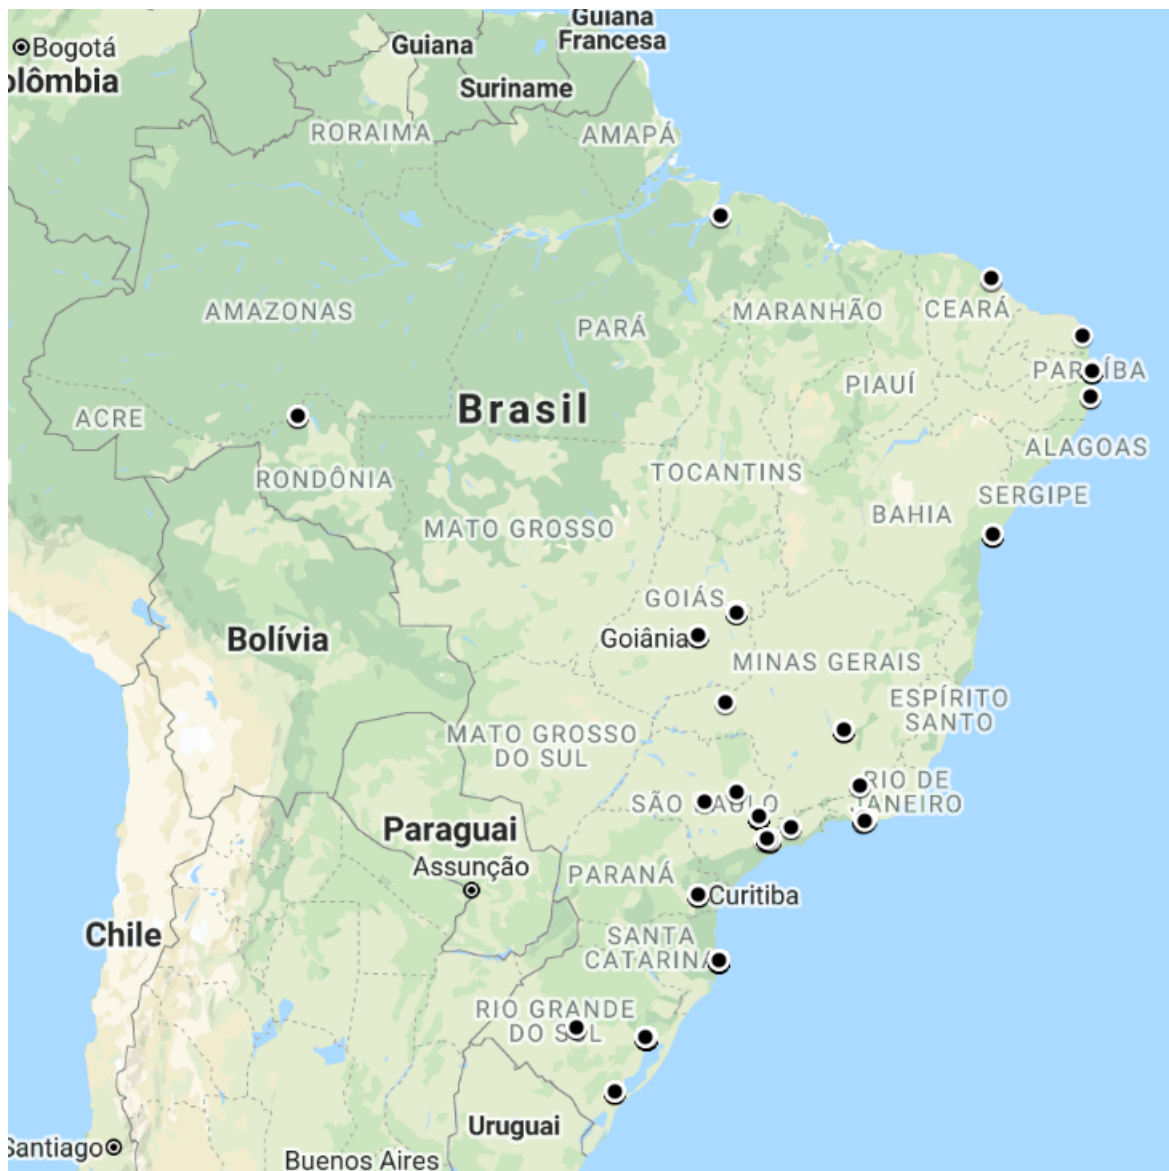 Guiana
Francesa
Bogotá
olômbia
Guiana
Suriname
RORAIMA
AMAPÁ
AMAZONAS
PARÁ
MARANHÃO
CEARÁ
PARAÍBA
PIAUÍ
Brasil
ACRE
ALAGOAS
TOCANTINS
RONDÔNIA
SERGIPE
BAHIA
MATO GROSSO
GOIÁS
Goiânia
Bolívia
MINAS GERAIS
ESPÍRITO
SANTO
MATO GROSSO
DO SUL
RIO DE
JANEIRO
SÃO PAULO
Paraguai
Assunção
PARANÁ
Curitiba
Chile
SANTA
CATARINA
RIO GRANDE
DO SUL
Uruguai
Santiago
Buenos Aires